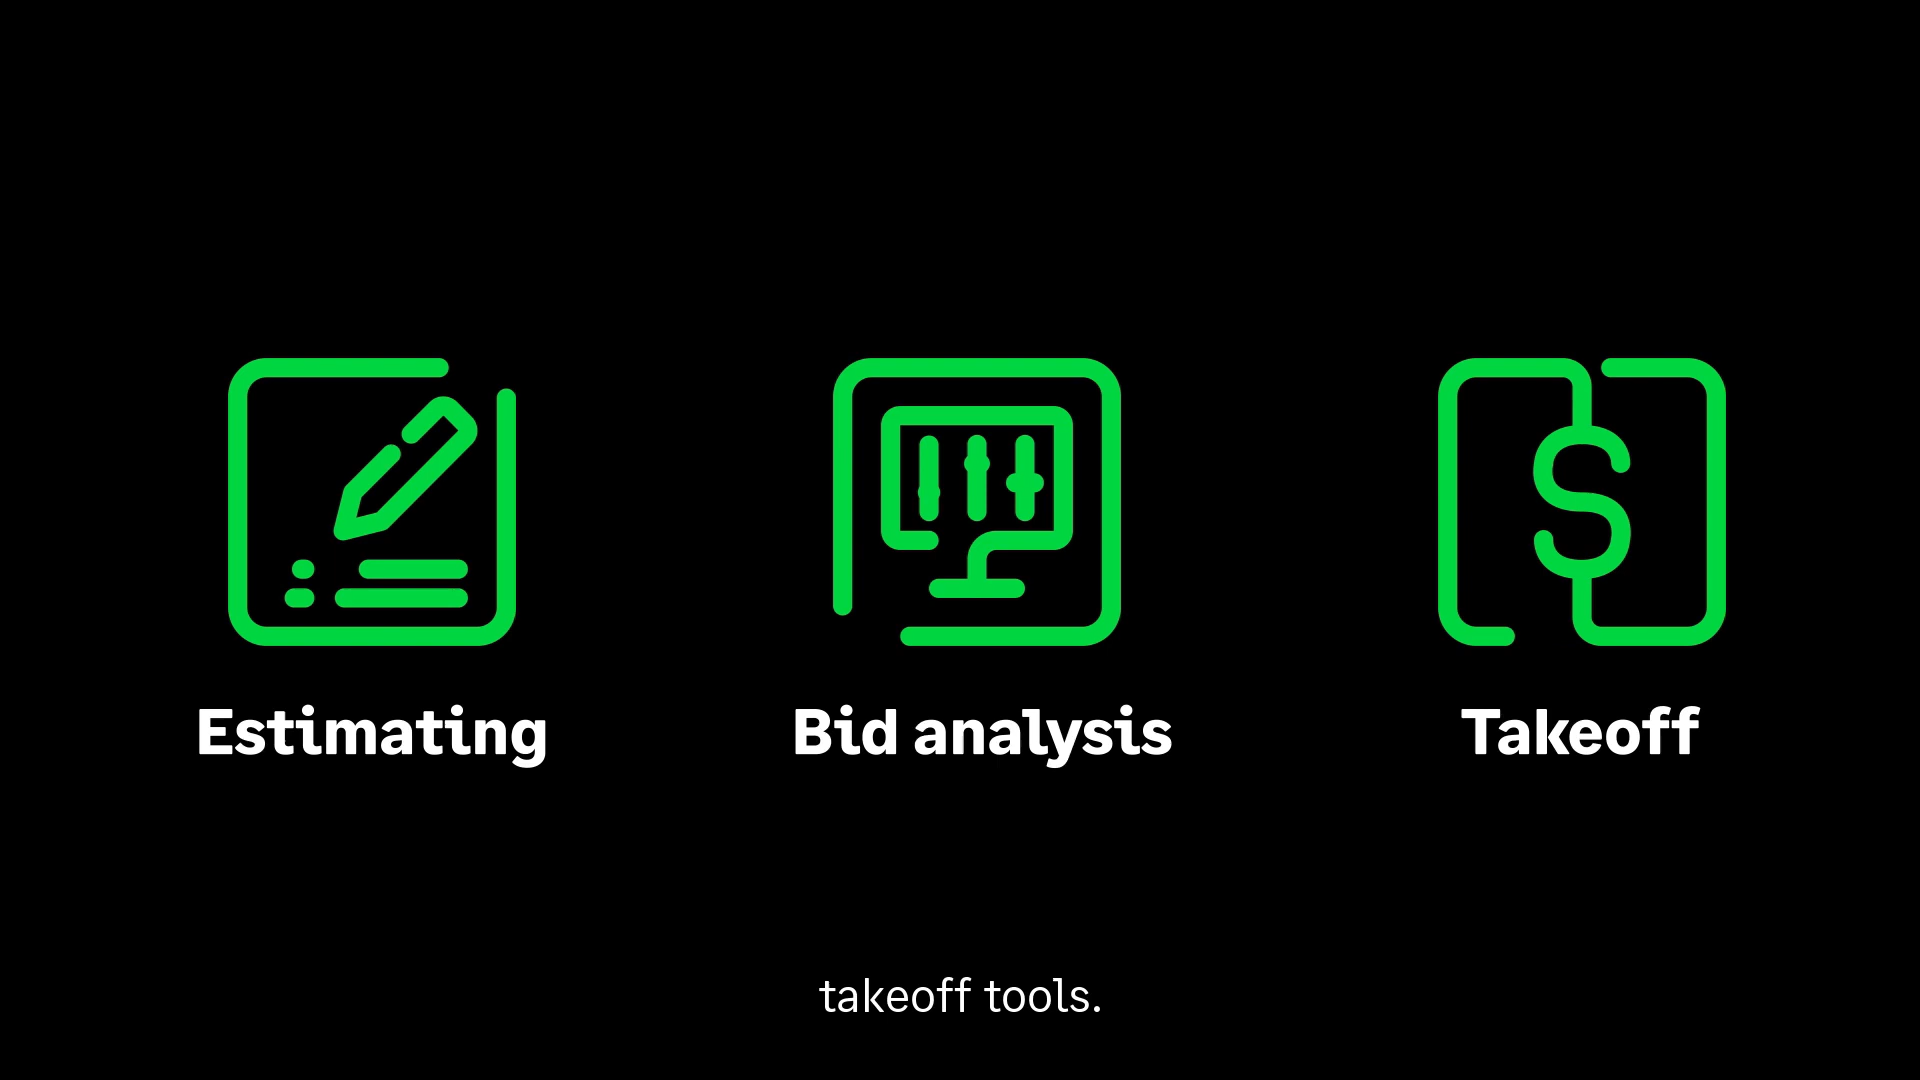 Estimating
Bid analysis
Takeoff
takeoff tools.